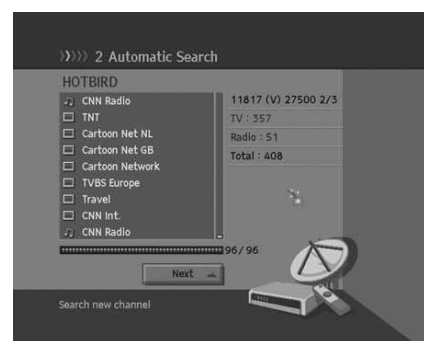 》》》 2 Automatic Search
HOTBIRD
CNN Radio
TNT
Cartoon Net NL
Cartoon Net GB
Cartoon Network
TVBS Europe
Travel
CNN Int.
CNN Radio
11817 (V) 27500 2/3
TV : 357
Radio : 51
Total : 408
96/96
Next
Search new channel